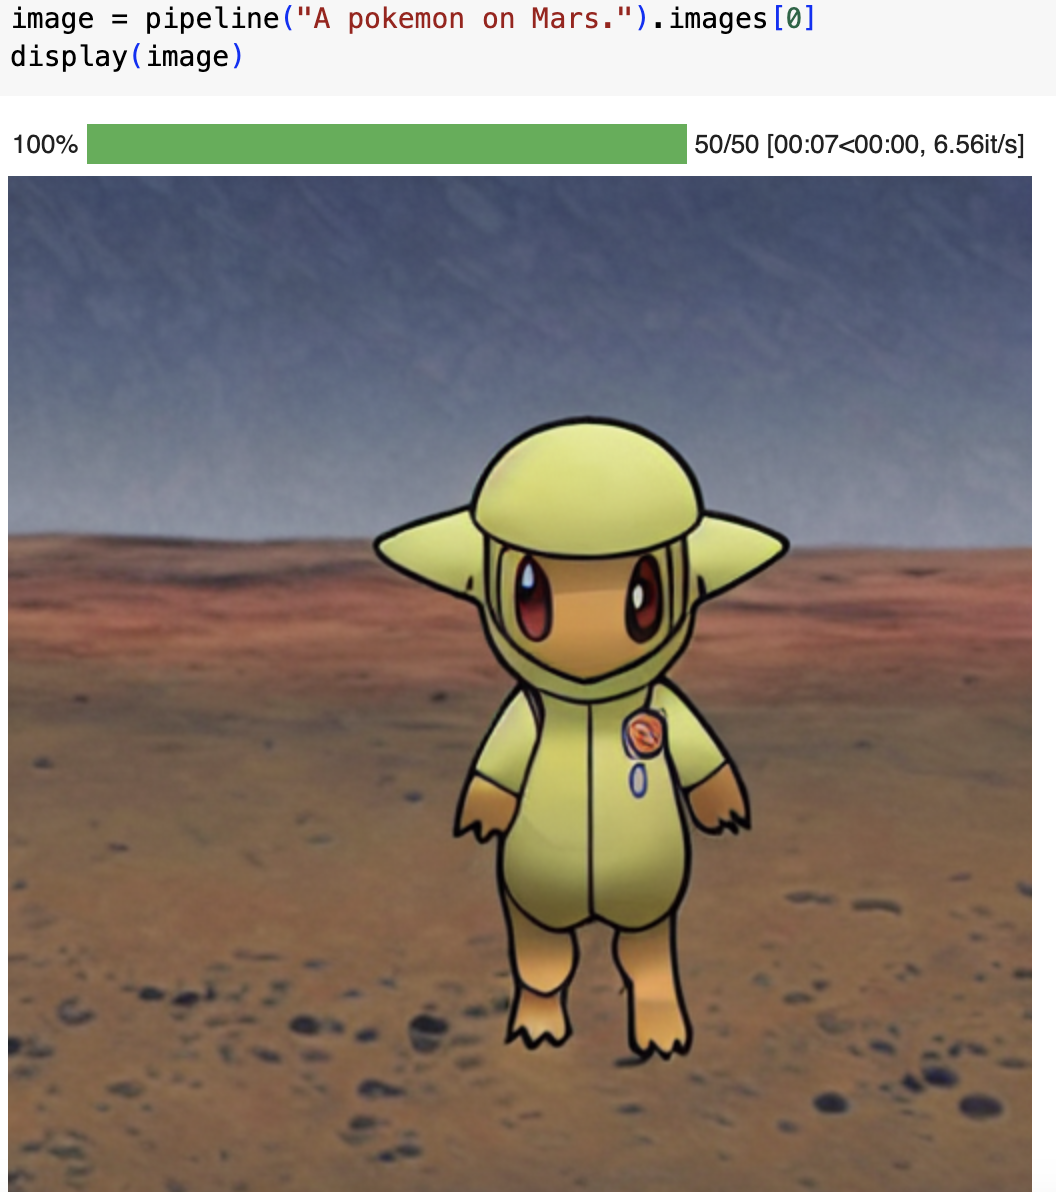 image = pipeline("A pokemon on Mars.").images[0]
display(image)
100% 50/50 [00:07<00:00, 6.56it/s]